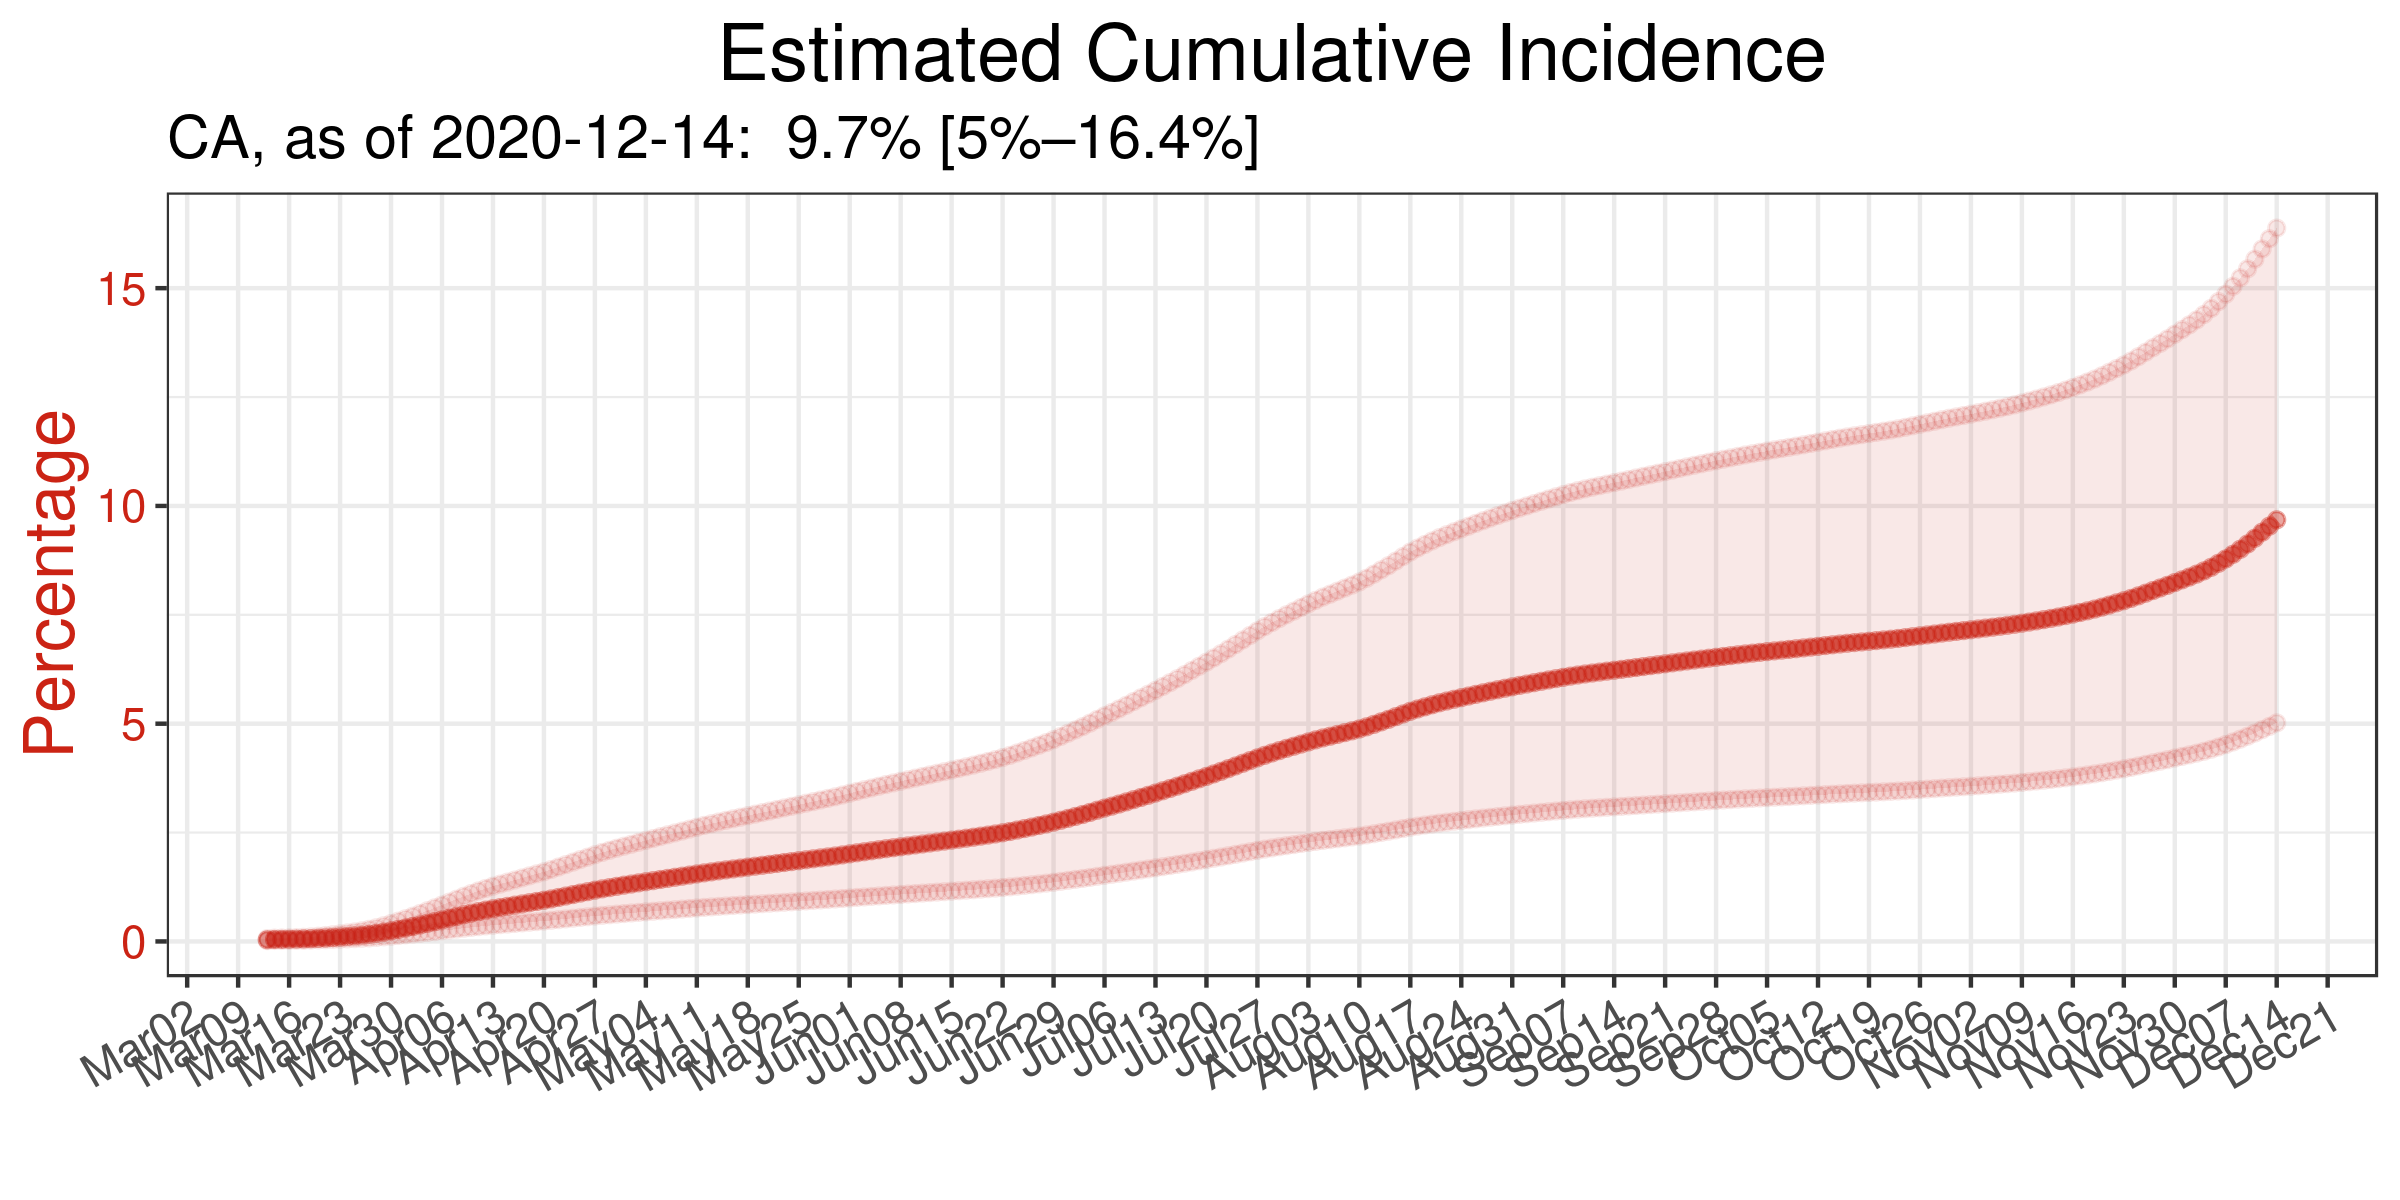 Estimated Cumulative Incidence
CA, as of 2020-12-14:  9.7% [5%–16.4%]
Percentage
15
10
5
0
Mar02
Mar09
Mar16
Mar23
Mar30
Apr06
Apr13
Apr20
Apr27
May04
May11
May18
May25
Jun01
Jun08
Jun15
Jun22
Jun29
Jul06
Jul13
Jul20
Jul27
Aug03
Aug10
Aug17
Aug24
Aug31
Sep07
Sep14
Sep21
Sep28
Oct05
Oct12
Oct19
Oct26
Nov02
Nov09
Nov16
Nov23
Nov30
Dec07
Dec14
Dec21